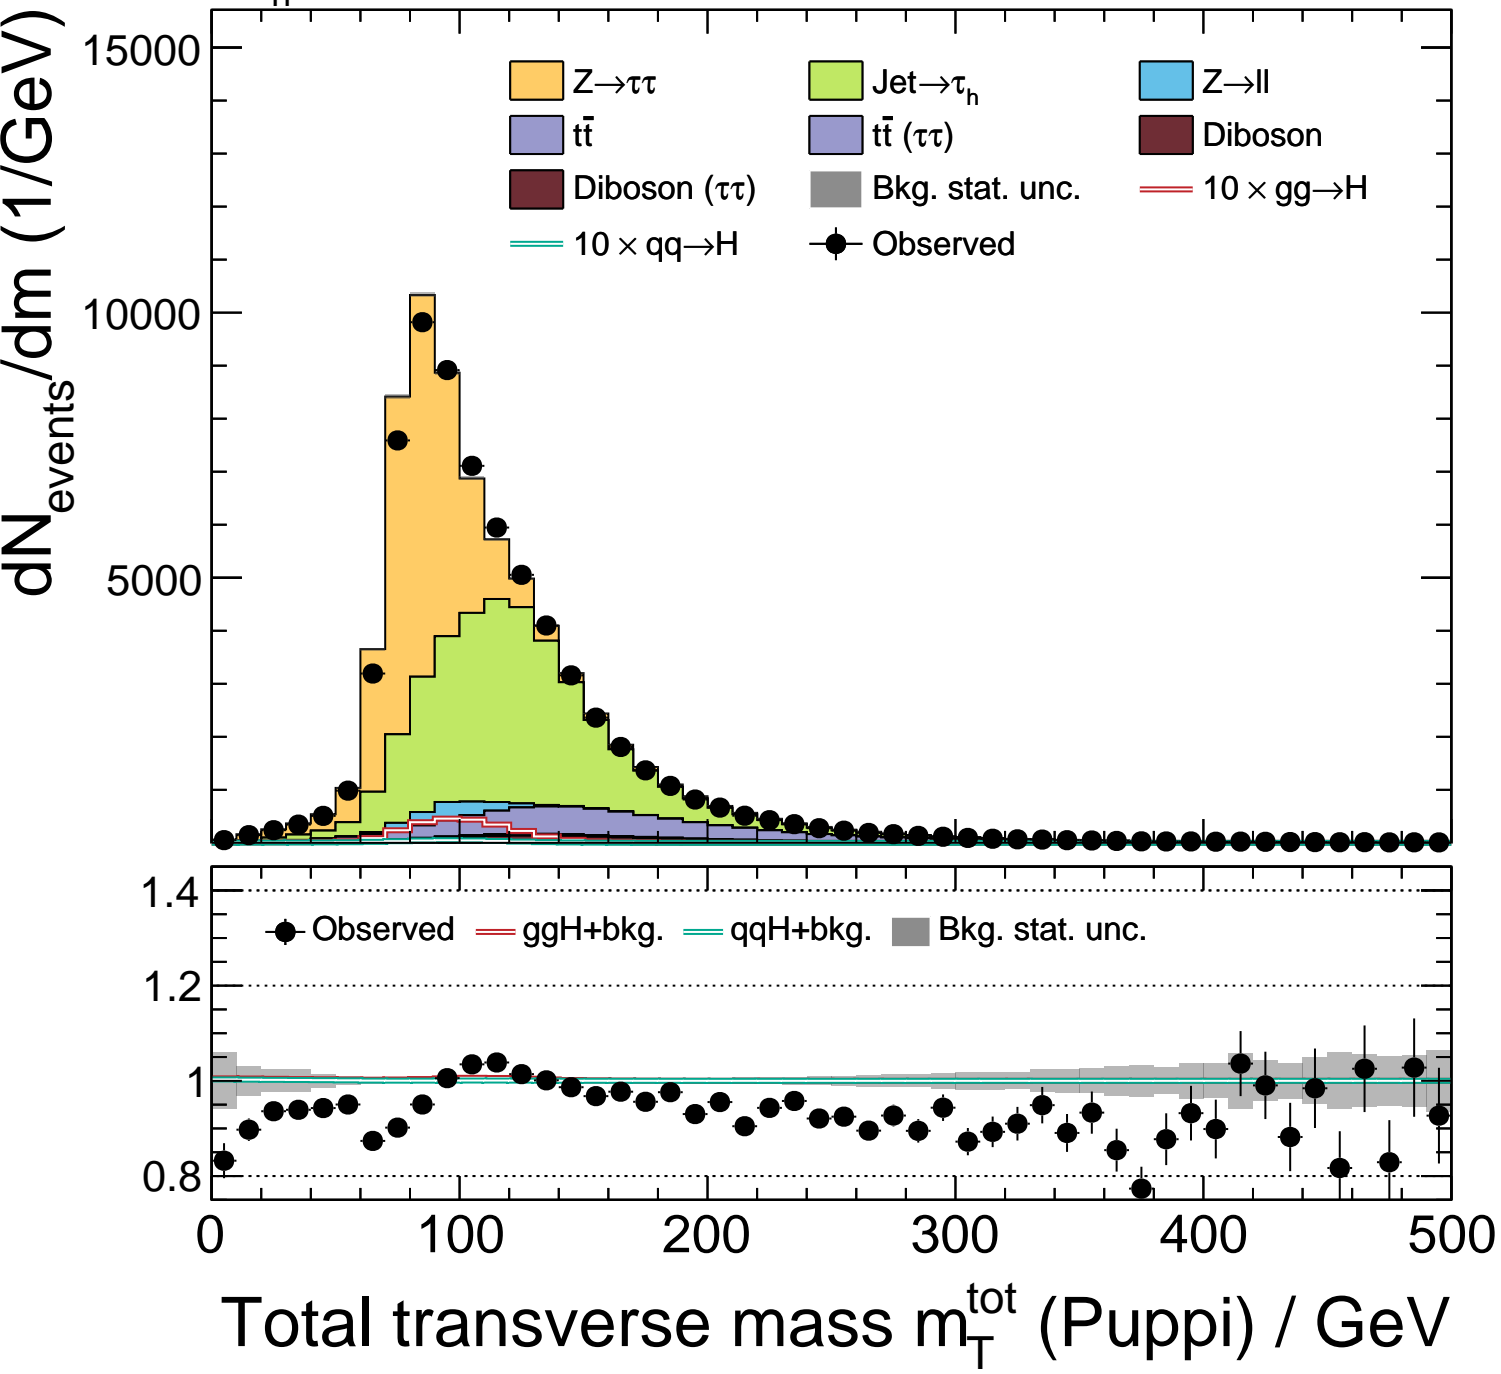 dN_events/dm (1/GeV)
15000
10000
5000
Z→ττ Jet→τ_h Z→ll
tt̄ tt̄ (ττ) Diboson
Diboson (ττ) Bkg. stat. unc. 10 × gg→H
10 × qq→H Observed
1.4
1.2
1
0.8
Observed ggH+bkg. qqH+bkg. Bkg. stat. unc.
0 100 200 300 400 500
Total transverse mass m_T^tot (Puppi) / GeV